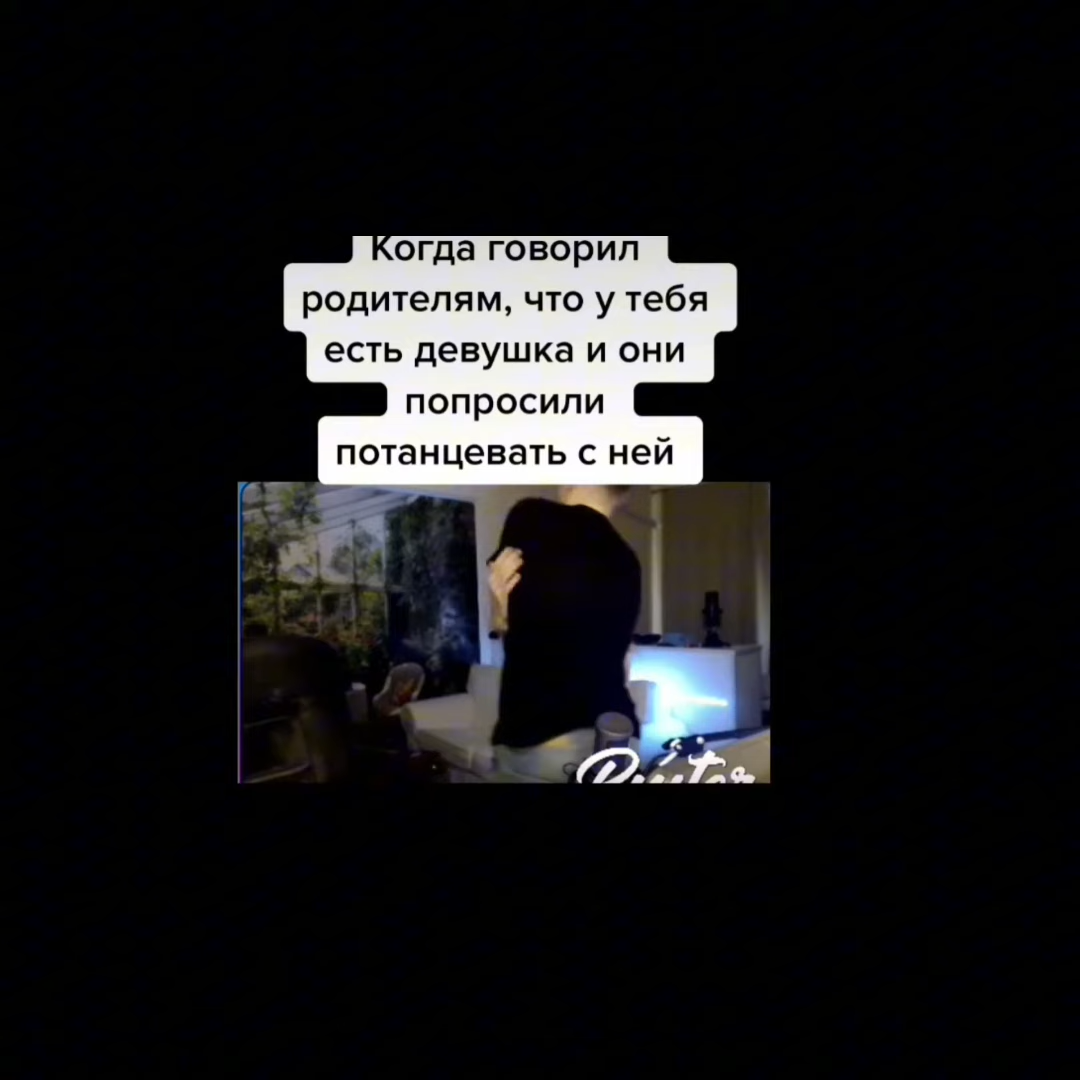 Когда говорил
родителям, что у тебя
есть девушка и они
попросили
потанцевать с ней